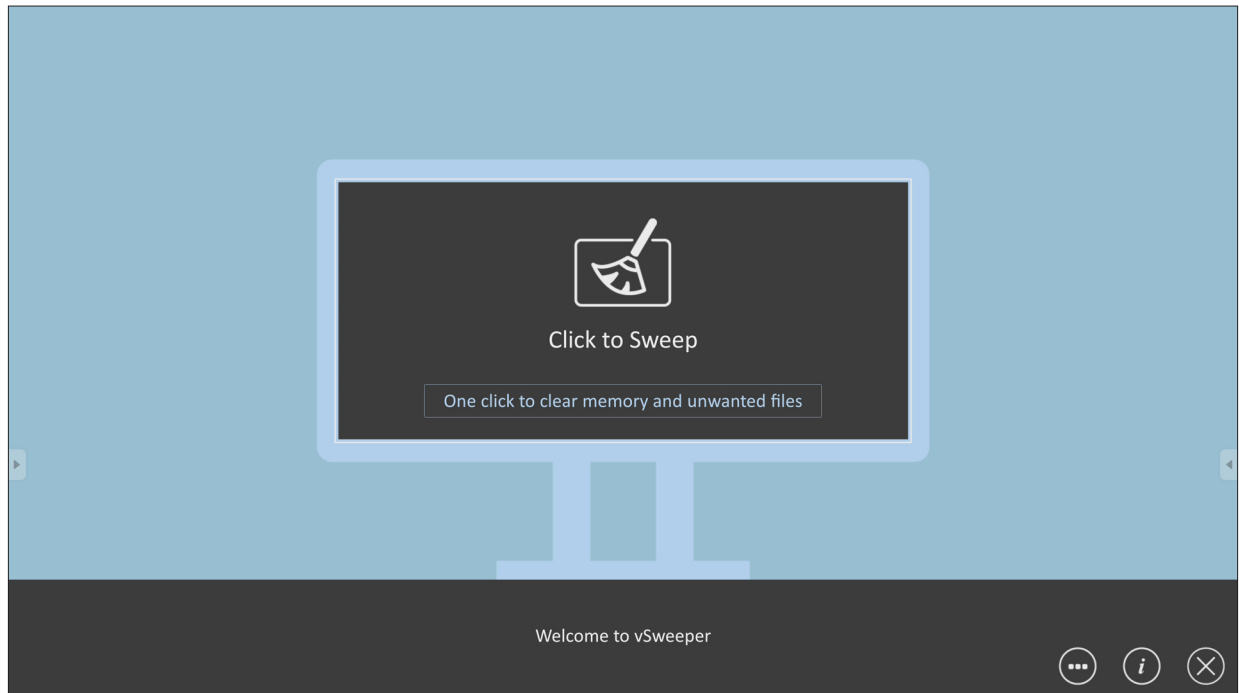 Click to Sweep
One click to clear memory and unwanted files
Welcome to vSweeper
i